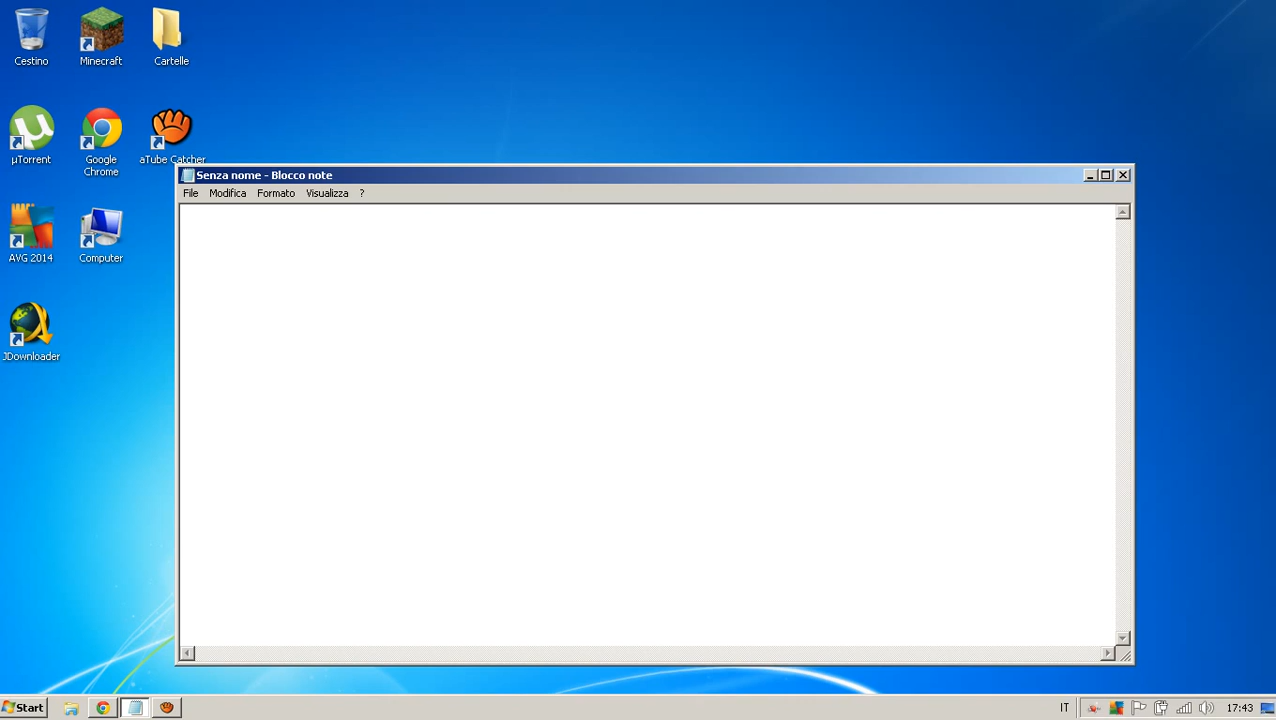 Cestino
Minecraft
Cartelle
µTorrent
Google
Chrome
aTube Catcher
Senza nome - Blocco note
File Modifica Formato Visualizza ?
AVG 2014
Computer
JDownloader
Start
IT
17:43